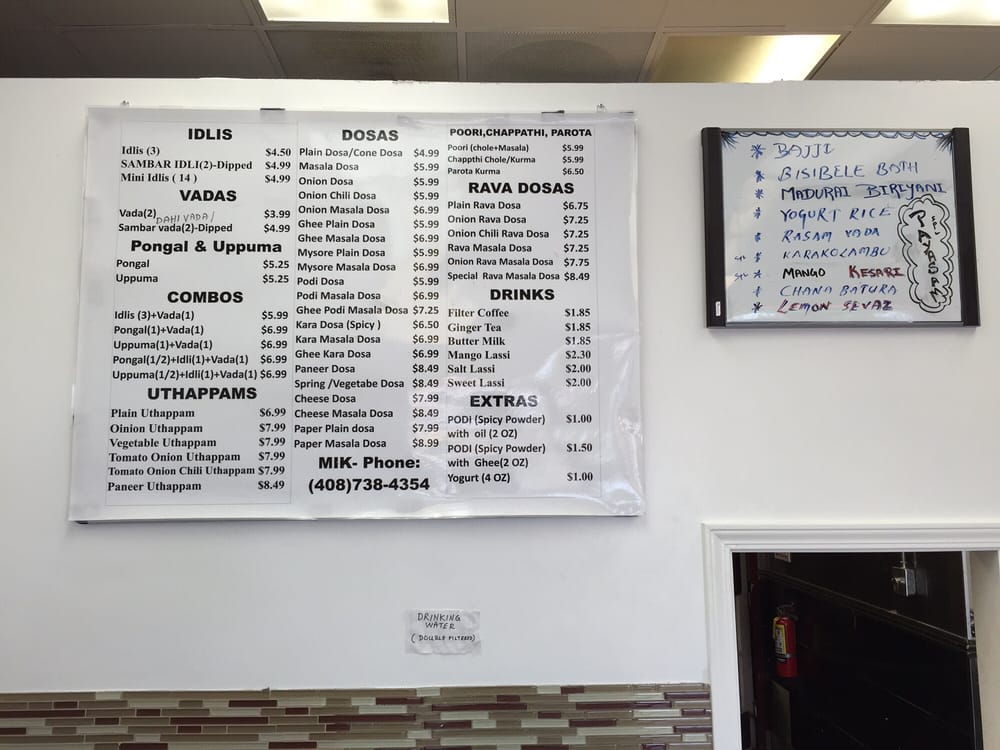 IDLIS
Idlis (3) $4.50
SAMBAR IDLI(2)-Dipped $4.99
Mini Idlis ( 14 ) $4.99
VADAS
Vada(2) $3.99
DAHI VADA/
Sambar vada(2)-Dipped $4.99
Pongal & Uppuma
Pongal $5.25
Uppuma $5.25
COMBOS
Idlis (3)+Vada(1) $5.99
Pongal(1)+Vada(1) $6.99
Uppuma(1)+Vada(1) $6.99
Pongal(1/2)+Idli(1)+Vada(1) $6.99
Uppuma(1/2)+Idli(1)+Vada(1) $6.99
UTHAPPAMS
Plain Uthappam $6.99
Oinion Uthappam $7.99
Vegetable Uthappam $7.99
Tomato Onion Uthappam $7.99
Tomato Onion Chili Uthappam $7.99
Paneer Uthappam $8.49
DOSAS
Plain Dosa/Cone Dosa $4.99
Masala Dosa $5.99
Onion Dosa $5.99
Onion Chili Dosa $5.99
Onion Masala Dosa $6.99
Ghee Plain Dosa $5.99
Ghee Masala Dosa $6.99
Mysore Plain Dosa $5.99
Mysore Masala Dosa $6.99
Podi Dosa $5.99
Podi Masala Dosa $6.99
Ghee Podi Masala Dosa $7.25
Kara Dosa (Spicy ) $6.50
Kara Masala Dosa $6.99
Ghee Kara Dosa $6.99
Paneer Dosa $8.49
Spring /Vegetabe Dosa $8.49
Cheese Dosa $7.99
Cheese Masala Dosa $8.49
Paper Plain dosa $7.99
Paper Masala Dosa $8.99
MIK- Phone:
(408)738-4354
POORI,CHAPPATHI, PAROTA
Poori (chole+Masala) $5.99
Chappthi Chole/Kurma $5.99
Parota Kurma $6.50
RAVA DOSAS
Plain Rava Dosa $6.75
Onion Rava Dosa $7.25
Onion Chili Rava Dosa $7.25
Rava Masala Dosa $7.25
Onion Rava Masala Dosa $7.75
Special Rava Masala Dosa $8.49
DRINKS
Filter Coffee $1.85
Ginger Tea $1.85
Butter Milk $1.85
Mango Lassi $2.30
Salt Lassi $2.00
Sweet Lassi $2.00
EXTRAS
PODI (Spicy Powder) $1.00
with oil (2 OZ)
PODI (Spicy Powder) $1.50
with Ghee(2 OZ)
Yogurt (4 OZ) $1.00
BAJJI
BISIBELE BATH
MADURAI BIRIYANI
YOGURT RICE
RASAM VADA
KARAKOZAMBU
MANGO KESARI
CHANA BATURA
LEMON SEVAI
DRINKING
WATER
( DOUBLE FILTERED)